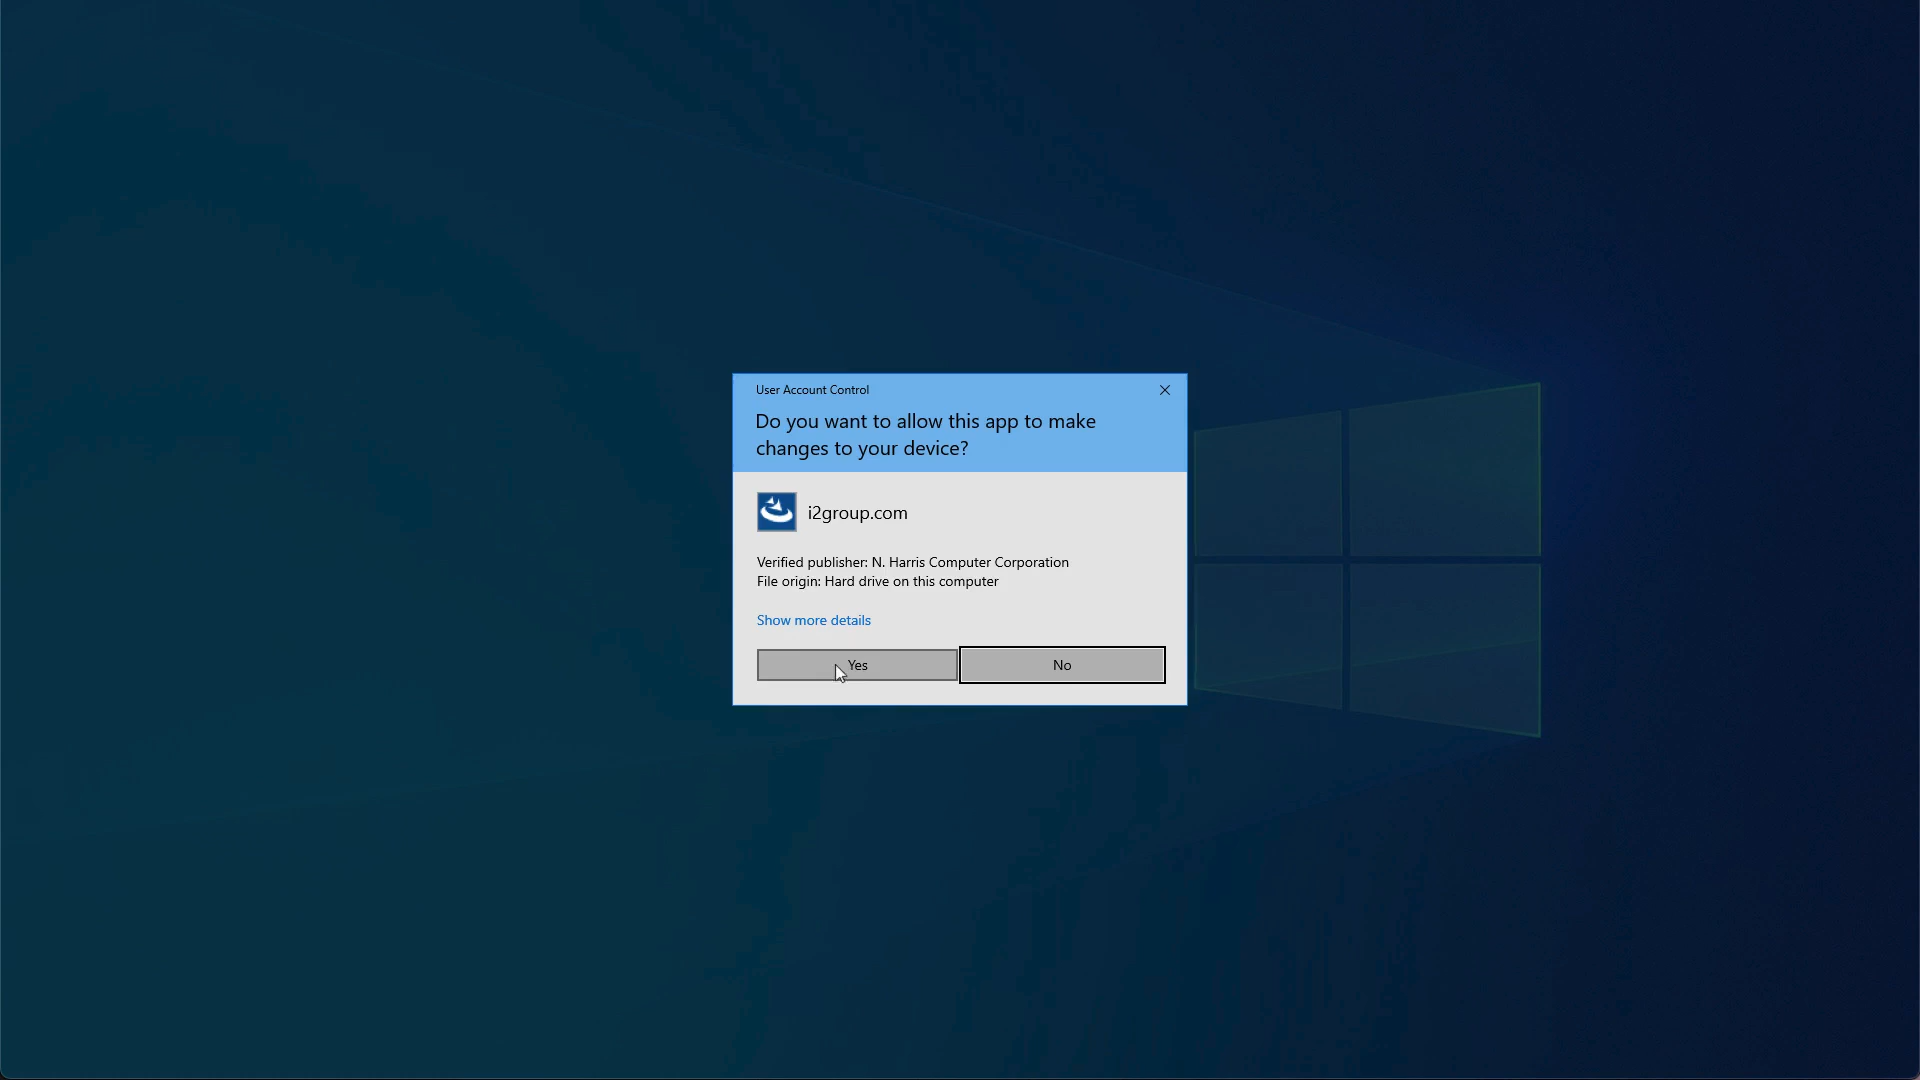 User Account Control
Do you want to allow this app to make
changes to your device?
i2group.com
Verified publisher: N. Harris Computer Corporation
File origin: Hard drive on this computer
Show more details
Yes
No